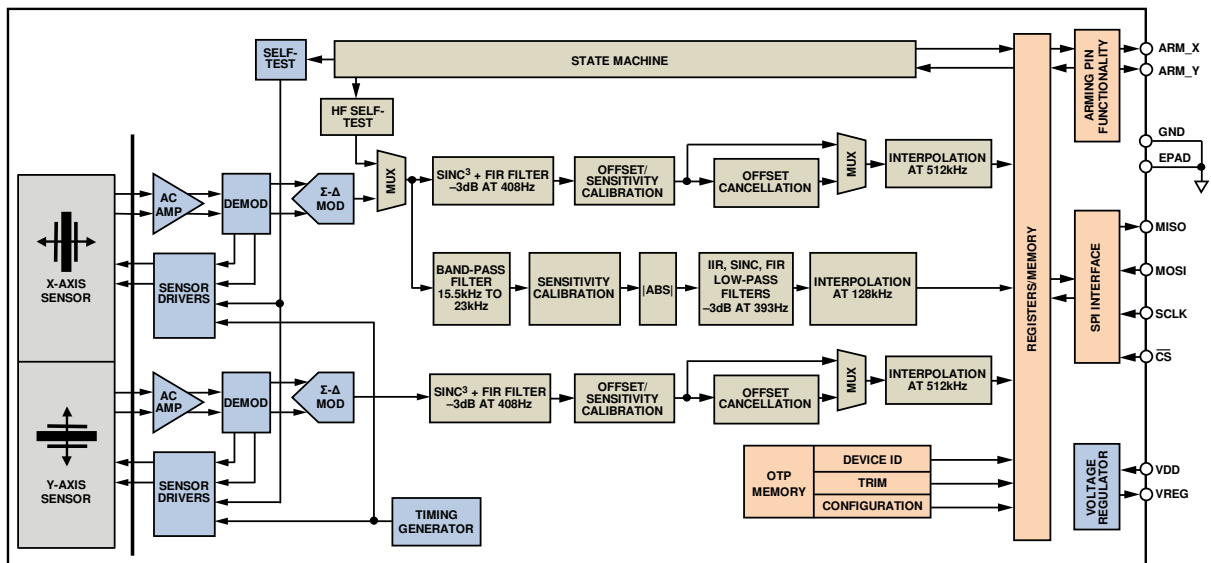 SELF-
TEST
STATE MACHINE
ARMING PIN
FUNCTIONALITY
ARM_X
ARM_Y
HF SELF-
TEST
GND
EPAD
MUX
SINC³ + FIR FILTER
–3dB AT 408Hz
OFFSET/
SENSITIVITY
CALIBRATION
OFFSET
CANCELLATION
MUX
INTERPOLATION
AT 512kHz
AC
AMP
DEMOD
Σ-Δ
MOD
X-AXIS
SENSOR
SENSOR
DRIVERS
BAND-PASS
FILTER
15.5kHz TO
23kHz
SENSITIVITY
CALIBRATION
|ABS|
IIR, SINC, FIR
LOW-PASS
FILTERS
–3dB AT 393Hz
INTERPOLATION
AT 128kHz
REGISTERS/MEMORY
SPI INTERFACE
MISO
MOSI
SCLK
CS
AC
AMP
DEMOD
Σ-Δ
MOD
SINC³ + FIR FILTER
–3dB AT 408Hz
OFFSET/
SENSITIVITY
CALIBRATION
OFFSET
CANCELLATION
MUX
INTERPOLATION
AT 512kHz
Y-AXIS
SENSOR
SENSOR
DRIVERS
TIMING
GENERATOR
OTP
MEMORY
DEVICE ID
TRIM
CONFIGURATION
VOLTAGE
REGULATOR
VDD
VREG